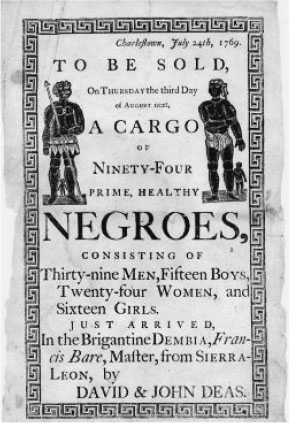 Charlestown, July 24th, 1769.
TO BE SOLD,
On THURSDAY the third Day
of AUGUST next,
A CARGO
OF
NINETY-FOUR
PRIME, HEALTHY
NEGROES,
CONSISTING OF
Thirty-nine MEN, Fifteen BOYS,
Twenty-four WOMEN, and
Sixteen GIRLS.
JUST ARRIVED,
In the Brigantine DEMBIA, Fran-
cis Bare, Master, from SIERRA-
LEON, by
DAVID & JOHN DEAS.